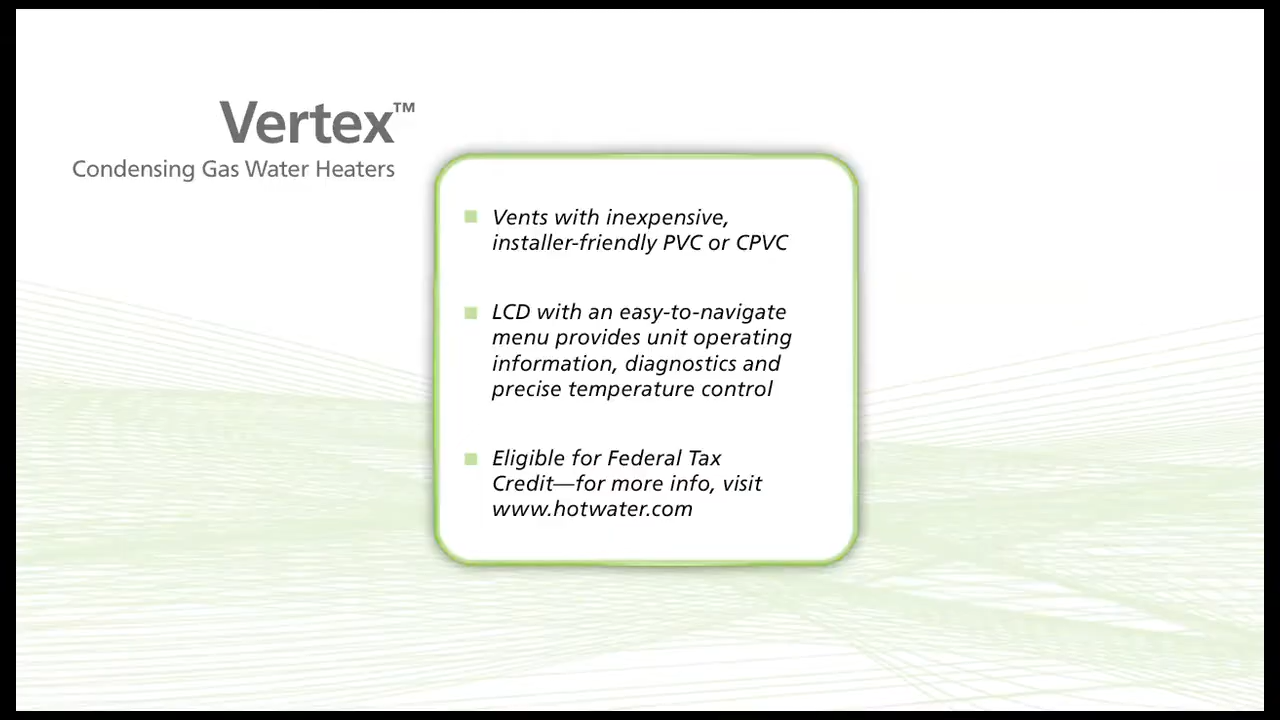 Vertex™
Condensing Gas Water Heaters
Vents with inexpensive,
installer-friendly PVC or CPVC
LCD with an easy-to-navigate
menu provides unit operating
information, diagnostics and
precise temperature control
Eligible for Federal Tax
Credit—for more info, visit
www.hotwater.com